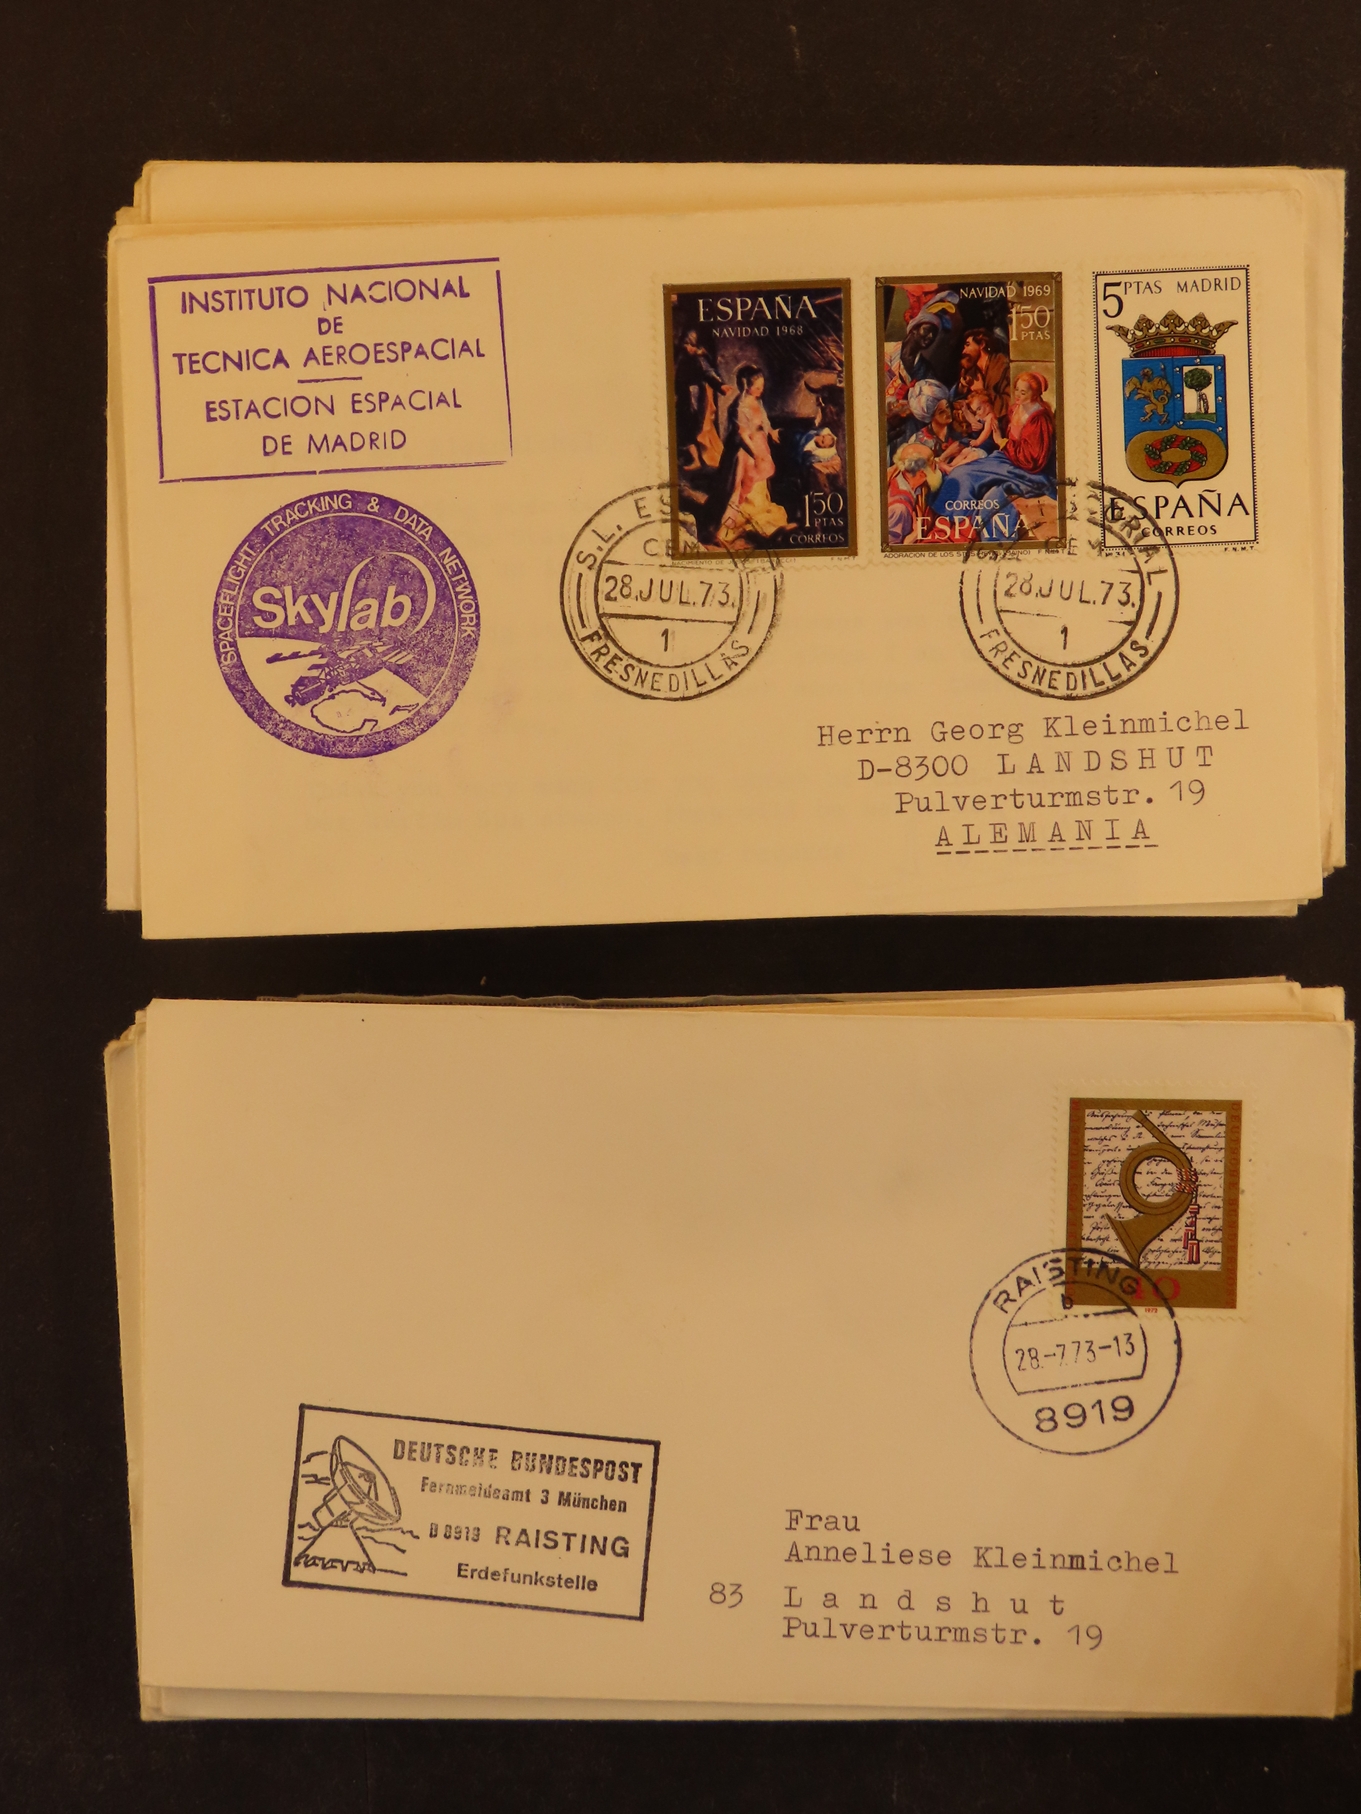 INSTITUTO NACIONAL
DE
TECNICA AEROESPACIAL
ESTACION ESPACIAL
DE MADRID
SPACEFLIGHT TRACKING & DATA NETWORK
Skylab
ESPAÑA
NAVIDAD 1968
1'50
PTAS
CORREOS
NAVIDAD 1969
1'50
PTAS
CORREOS
ESPAÑA
5 PTAS MADRID
ESPAÑA
CORREOS
F.N.M.T.
S.L. ES
28.JUL.73.
1
FRESNEDILLAS
28.JUL.73.
1
FRESNEDILLAS
Herrn Georg Kleinmichel
D-8300 LANDSHUT
Pulverturmstr. 19
ALEMANIA
RAISTING
b
28.-7.73-13
8919
DEUTSCHE BUNDESPOST
Fernmeldeamt 3 München
D 8919 RAISTING
Erdefunkstelle
Frau
Anneliese Kleinmichel
83 Landshut
Pulverturmstr. 19